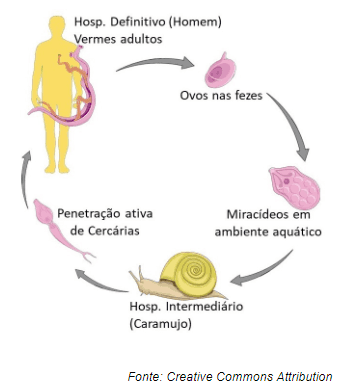 Hosp. Definitivo (Homem)
Vermes adultos
Ovos nas fezes
Miracídeos em
ambiente aquático
Hosp. Intermediário
(Caramujo)
Penetração ativa
de Cercárias
Fonte: Creative Commons Attribution